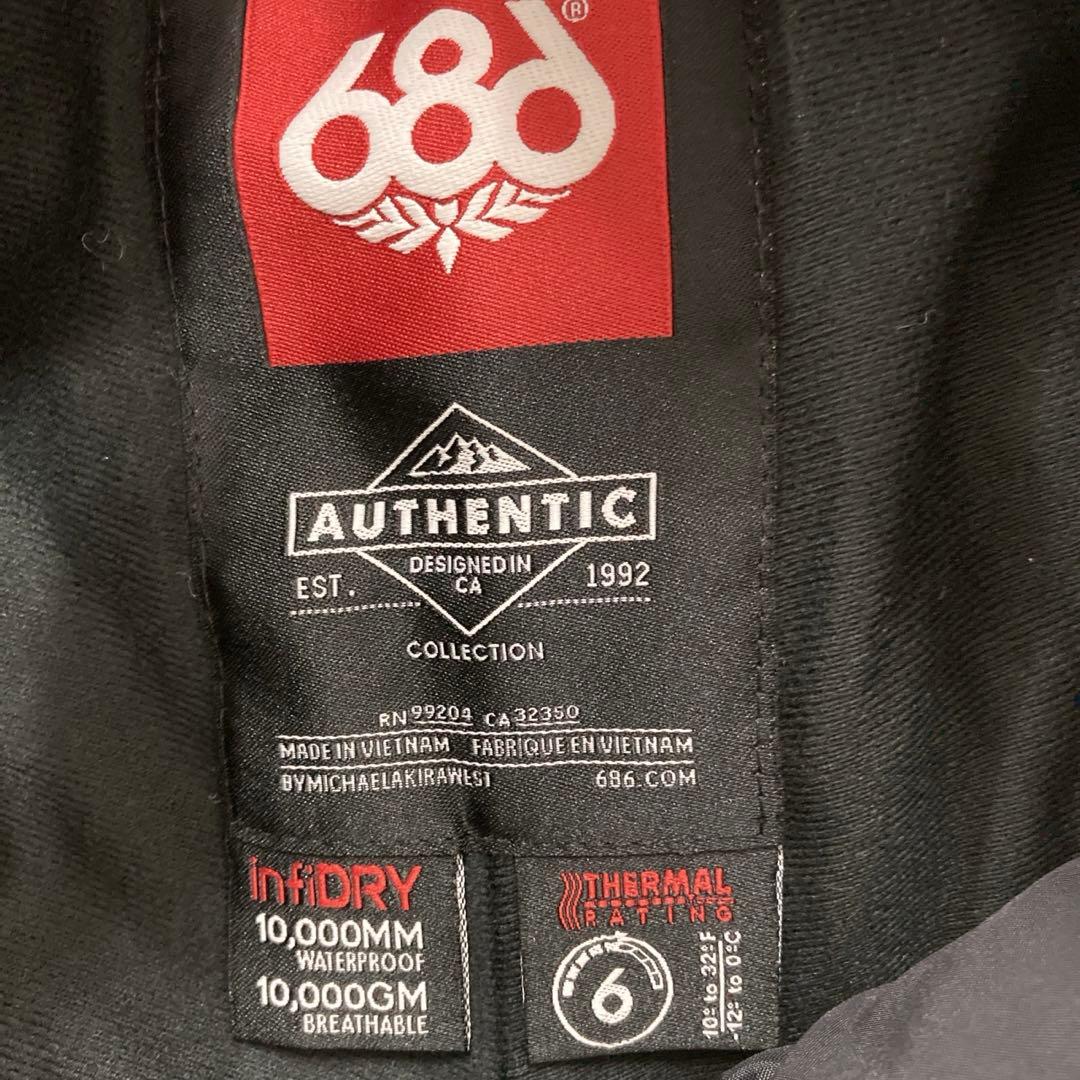 686®
AUTHENTIC
DESIGNED IN
CA
EST. 1992
COLLECTION
RN 99204 CA 32350
MADE IN VIETNAM FABRIQUE EN VIETNAM
BYMICHAELAKIRAWEST 686.COM
infiDRY
10,000MM
WATERPROOF
10,000GM
BREATHABLE
THERMAL
RATING
6
10° to 32° F
-12° to 0° C